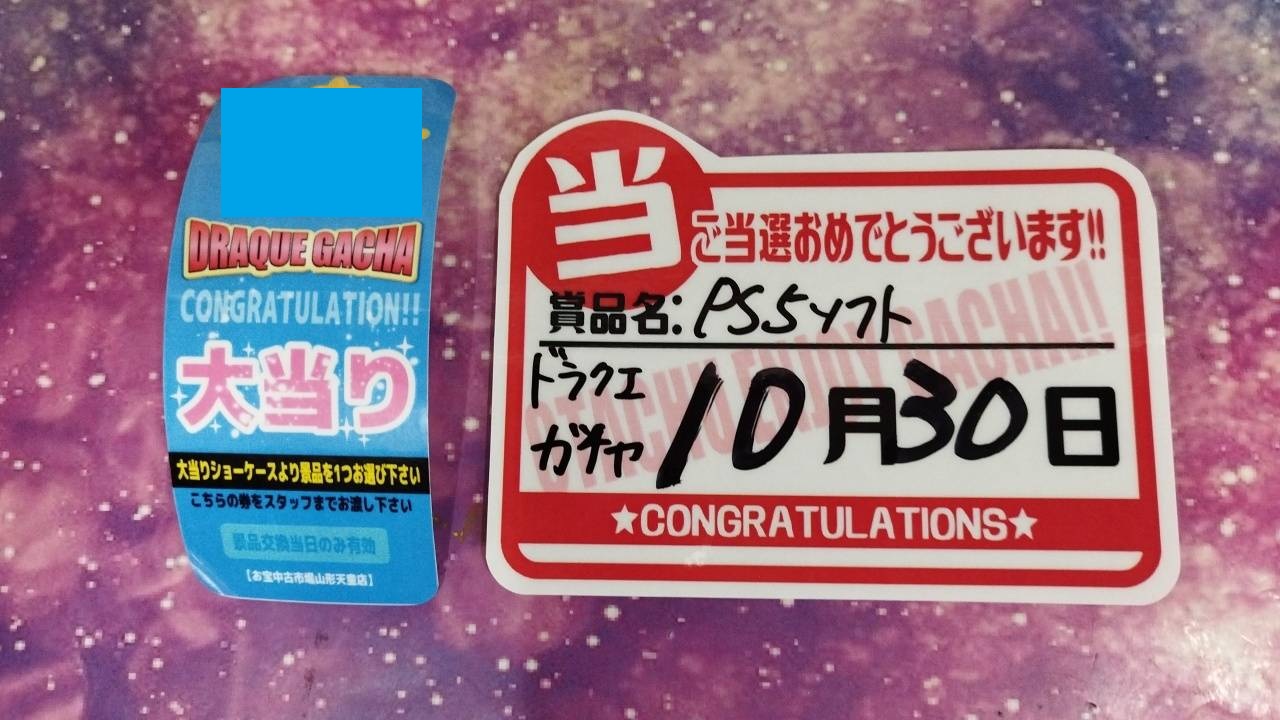 DRAQUE GACHA
CONGRATULATION!!
大当り
大当りショーケースより景品を1つお選び下さい
こちらの券をスタッフまでお渡し下さい
景品交換当日のみ有効
【お宝中古市場山形天童店】
当
ご当選おめでとうございます!!
賞品名:PS5ソフト
ドラクエ
ガチャ
10月30日
OTACHU ENJOY GACHA!!
★CONGRATULATIONS★